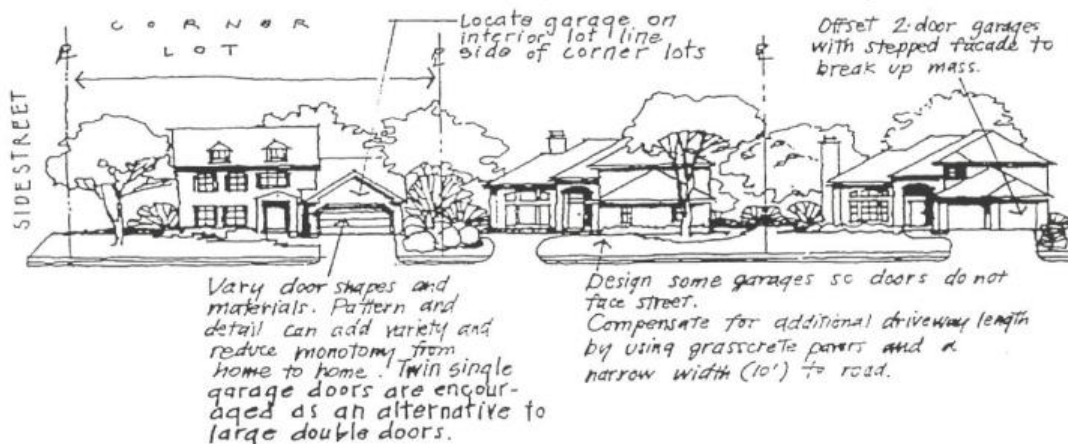 CORNER
LOT
SIDESTREET
Locate garage on
interior lot line
side of corner lots
Offset 2-door garages
with stepped facade to
break up mass.
Vary door shapes and
materials. Pattern and
detail can add variety and
reduce monotomy from
home to home. Twin single
garage doors are encour-
aged as an alternative to
large double doors.
Design some garages so doors do not
face street.
Compensate for additional driveway length
by using grasscrete pavers and a
narrow width (10') to road.